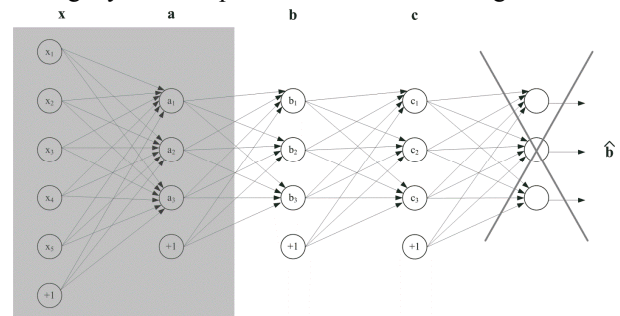 x a b c
x₁
x₂ a₁ b₁ c₁
x₃ a₂ b₂ c₂ b̂
x₄ a₃ b₃ c₃
x₅ +1 +1 +1
+1